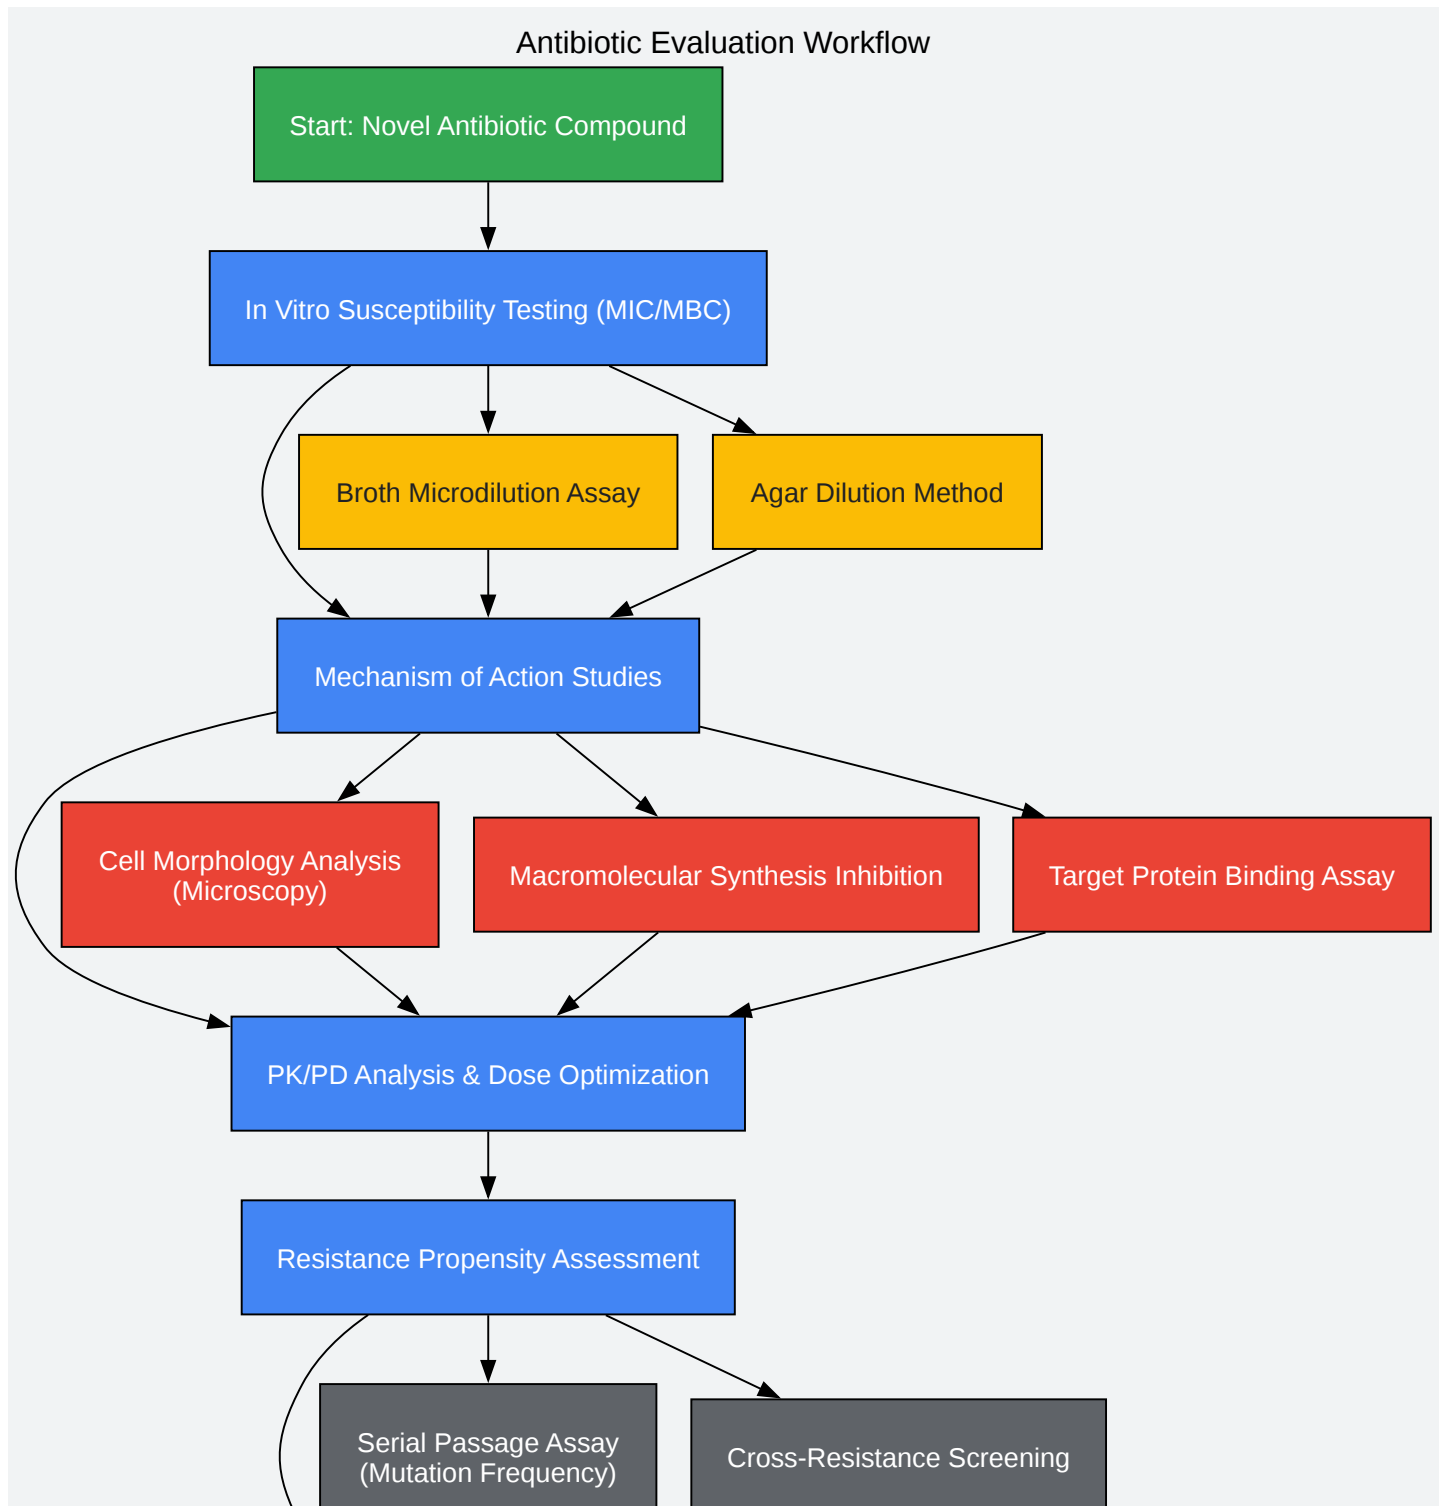 Antibiotic Evaluation Workflow
Start: Novel Antibiotic Compound
In Vitro Susceptibility Testing (MIC/MBC)
Broth Microdilution Assay
Agar Dilution Method
Mechanism of Action Studies
Cell Morphology Analysis
(Microscopy)
Macromolecular Synthesis Inhibition
Target Protein Binding Assay
PK/PD Analysis & Dose Optimization
Resistance Propensity Assessment
Serial Passage Assay
(Mutation Frequency)
Cross-Resistance Screening